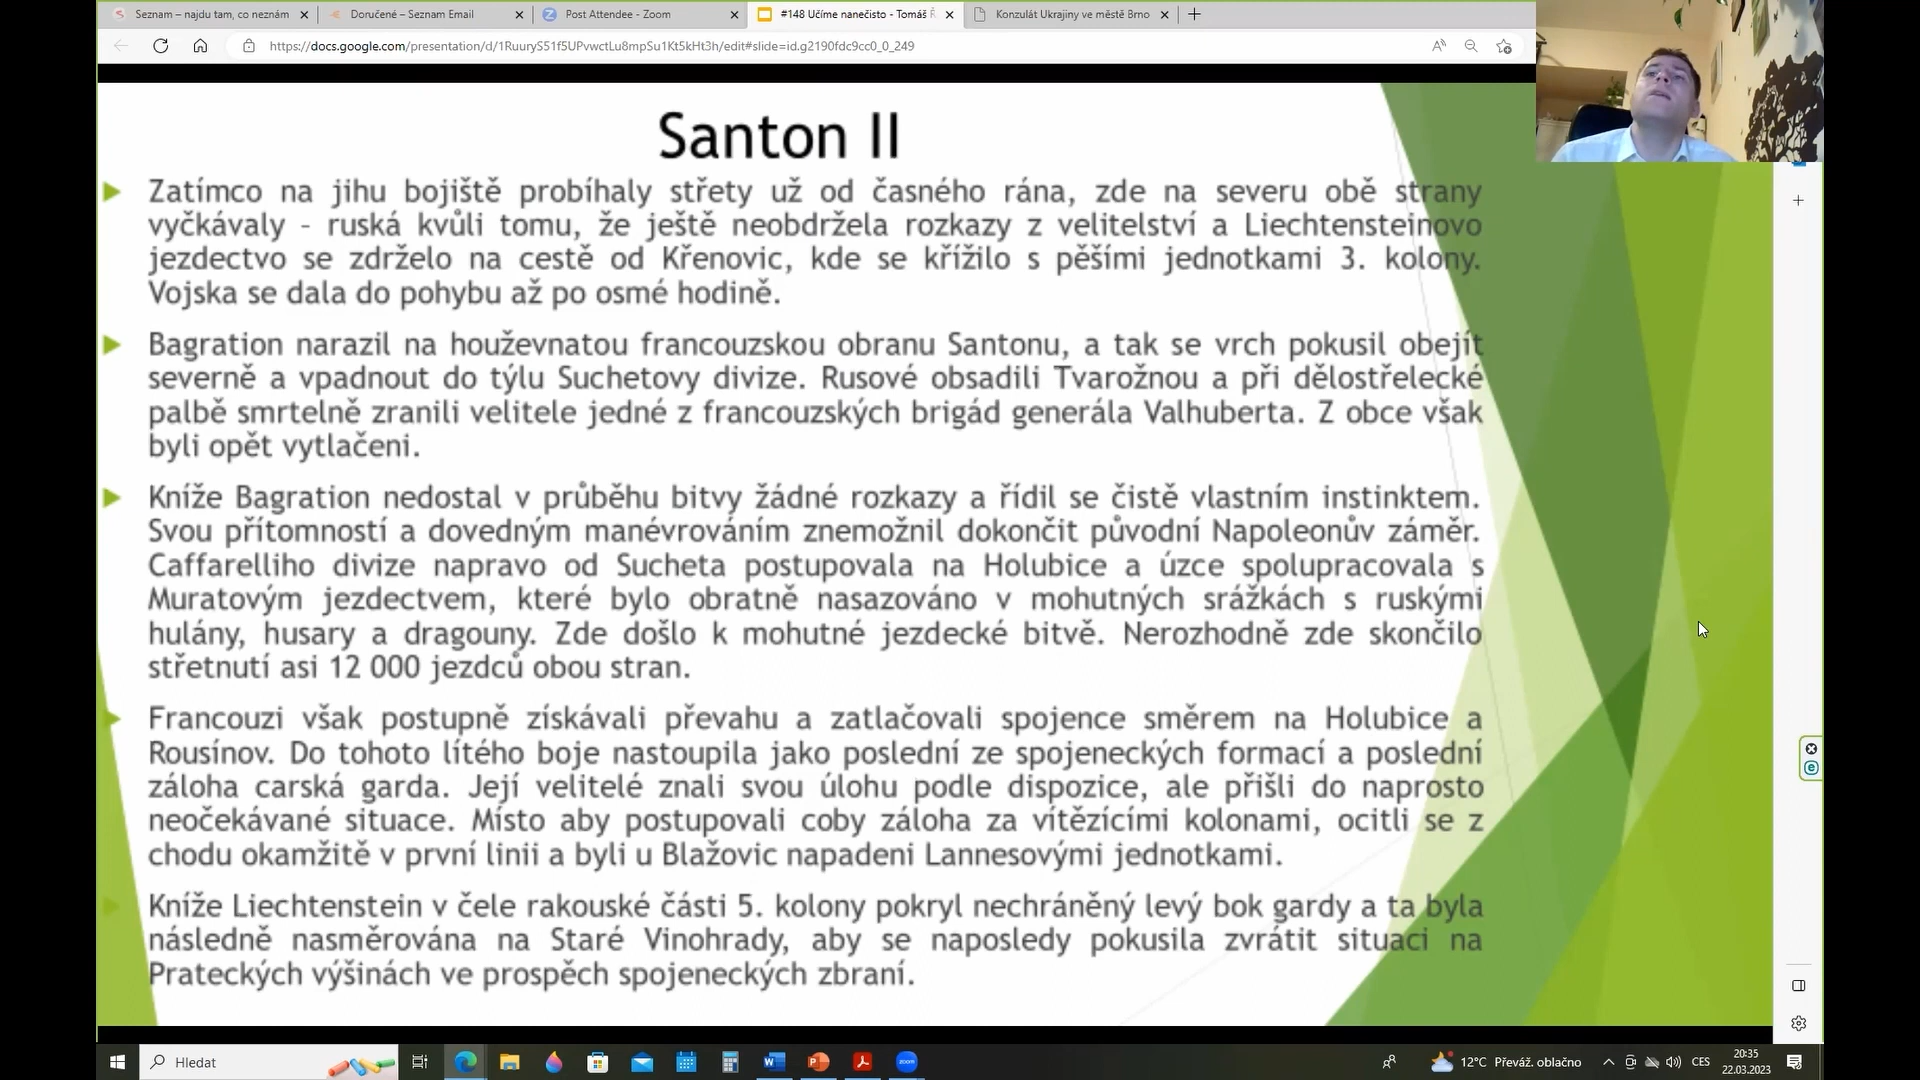 Seznam – najdu tam, co neznám
Doručené – Seznam Email
Post Attendee - Zoom
#148 Učíme nanečisto - Tomáš Ř
Konzulát Ukrajiny ve městě Brno
https://docs.google.com/presentation/d/1RuuryS51f5UPvwctLu8mpSu1Kt5kHt3h/edit#slide=id.g2190fdc9cc0_0_249
Santon II
Zatímco na jihu bojiště probíhaly střety už od časného rána, zde na severu obě strany
vyčkávaly – ruská kvůli tomu, že ještě neobdržela rozkazy z velitelství a Liechtensteinovo
jezdectvo se zdrželo na cestě od Křenovic, kde se křížilo s pěšími jednotkami 3. kolony.
Vojska se dala do pohybu až po osmé hodině.
Bagration narazil na houževnatou francouzskou obranu Santonu, a tak se vrch pokusil obejít
severně a vpadnout do týlu Suchetovy divize. Rusové obsadili Tvarožnou a při dělostřelecké
palbě smrtelně zranili velitele jedné z francouzských brigád generála Valhuberta. Z obce však
byli opět vytlačeni.
Kníže Bagration nedostal v průběhu bitvy žádné rozkazy a řídil se čistě vlastním instinktem.
Svou přítomností a dovedným manévrováním znemožnil dokončit původní Napoleonův záměr.
Caffarelliho divize napravo od Sucheta postupovala na Holubice a úzce spolupracovala s
Muratovým jezdectvem, které bylo obratně nasazováno v mohutných srážkách s ruskými
hulány, husary a dragouny. Zde došlo k mohutné jezdecké bitvě. Nerozhodně zde skončilo
střetnutí asi 12 000 jezdců obou stran.
Francouzi však postupně získávali převahu a zatlačovali spojence směrem na Holubice a
Rousínov. Do tohoto lítého boje nastoupila jako poslední ze spojeneckých formací a poslední
záloha carská garda. Její velitelé znali svou úlohu podle dispozice, ale přišli do naprosto
neočekávané situace. Místo aby postupovali coby záloha za vítězícími kolonami, ocitli se z
chodu okamžitě v první linii a byli u Blažovic napadeni Lannesovými jednotkami.
Kníže Liechtenstein v čele rakouské části 5. kolony pokryl nechráněný levý bok gardy a ta byla
následně nasměrována na Staré Vinohrady, aby se naposledy pokusila zvrátit situaci na
Prateckých výšinách ve prospěch spojeneckých zbraní.
Hledat
12°C Převáž. oblačno
CES
20:35
22.03.2023